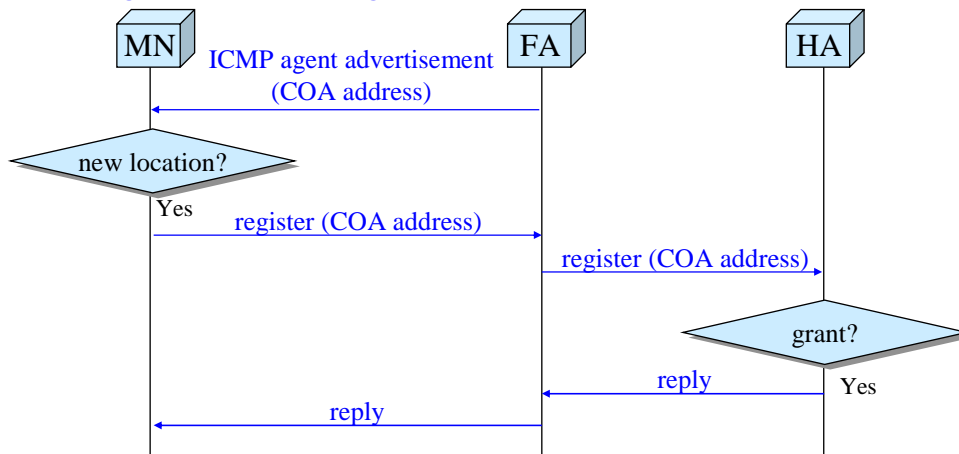 MN
FA
HA
ICMP agent advertisement
(COA address)
new location?
Yes
register (COA address)
register (COA address)
grant?
reply
Yes
reply